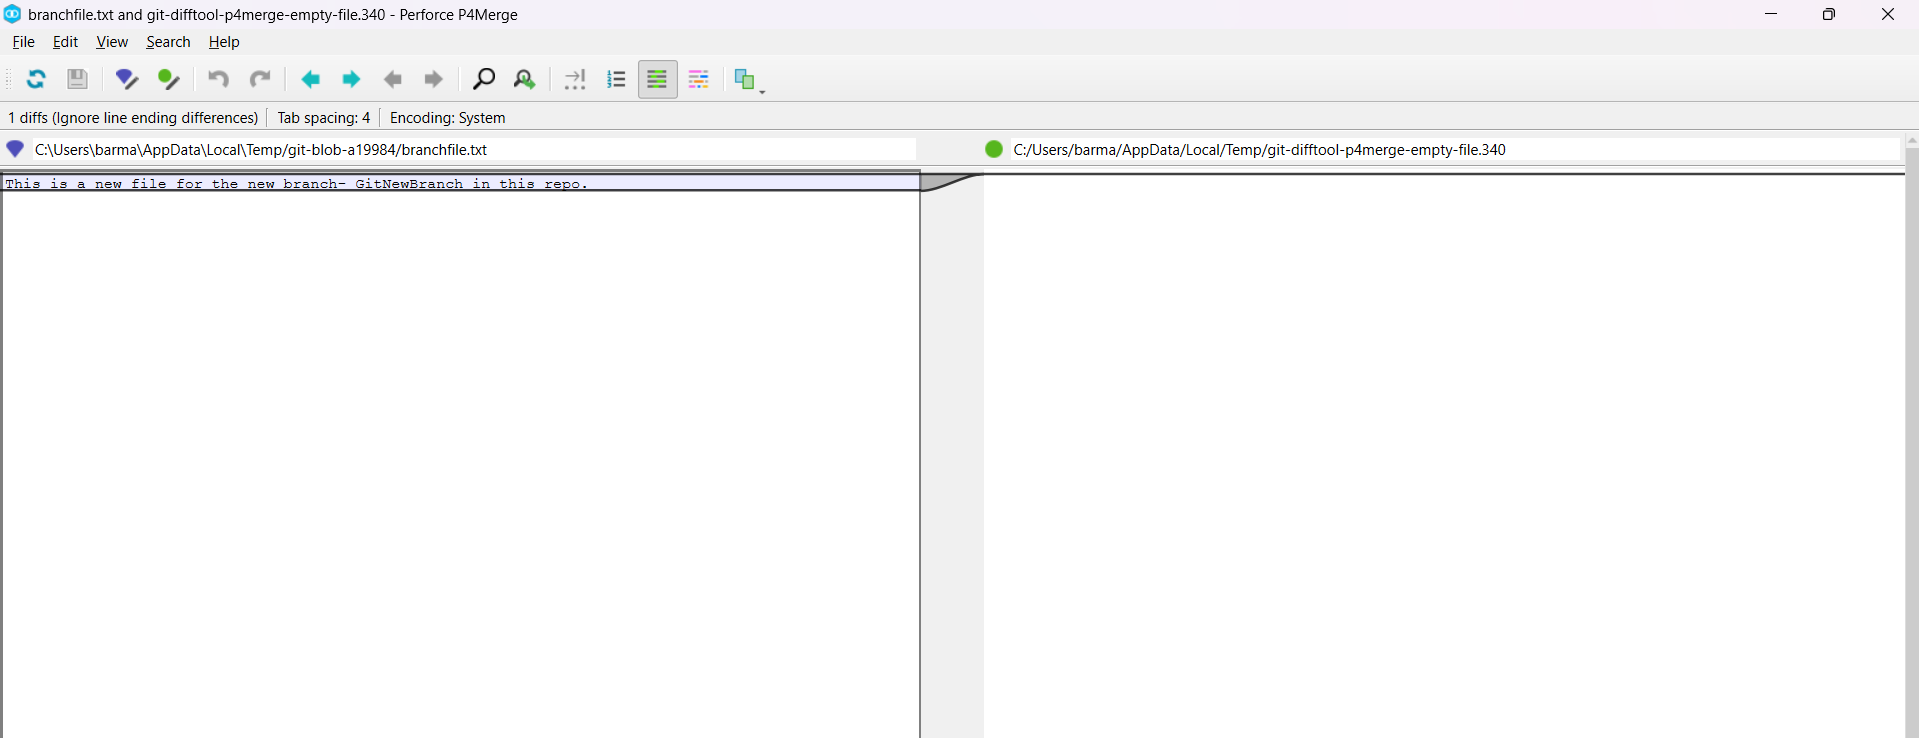 branchfile.txt and git-difftool-p4merge-empty-file.340 - Perforce P4Merge
File Edit View Search Help
1 diffs (Ignore line ending differences) Tab spacing: 4 Encoding: System
C:\Users\barma\AppData\Local\Temp/git-blob-a19984/branchfile.txt
C:/Users/barma/AppData/Local/Temp/git-difftool-p4merge-empty-file.340
This is a new file for the new branch- GitNewBranch in this repo.